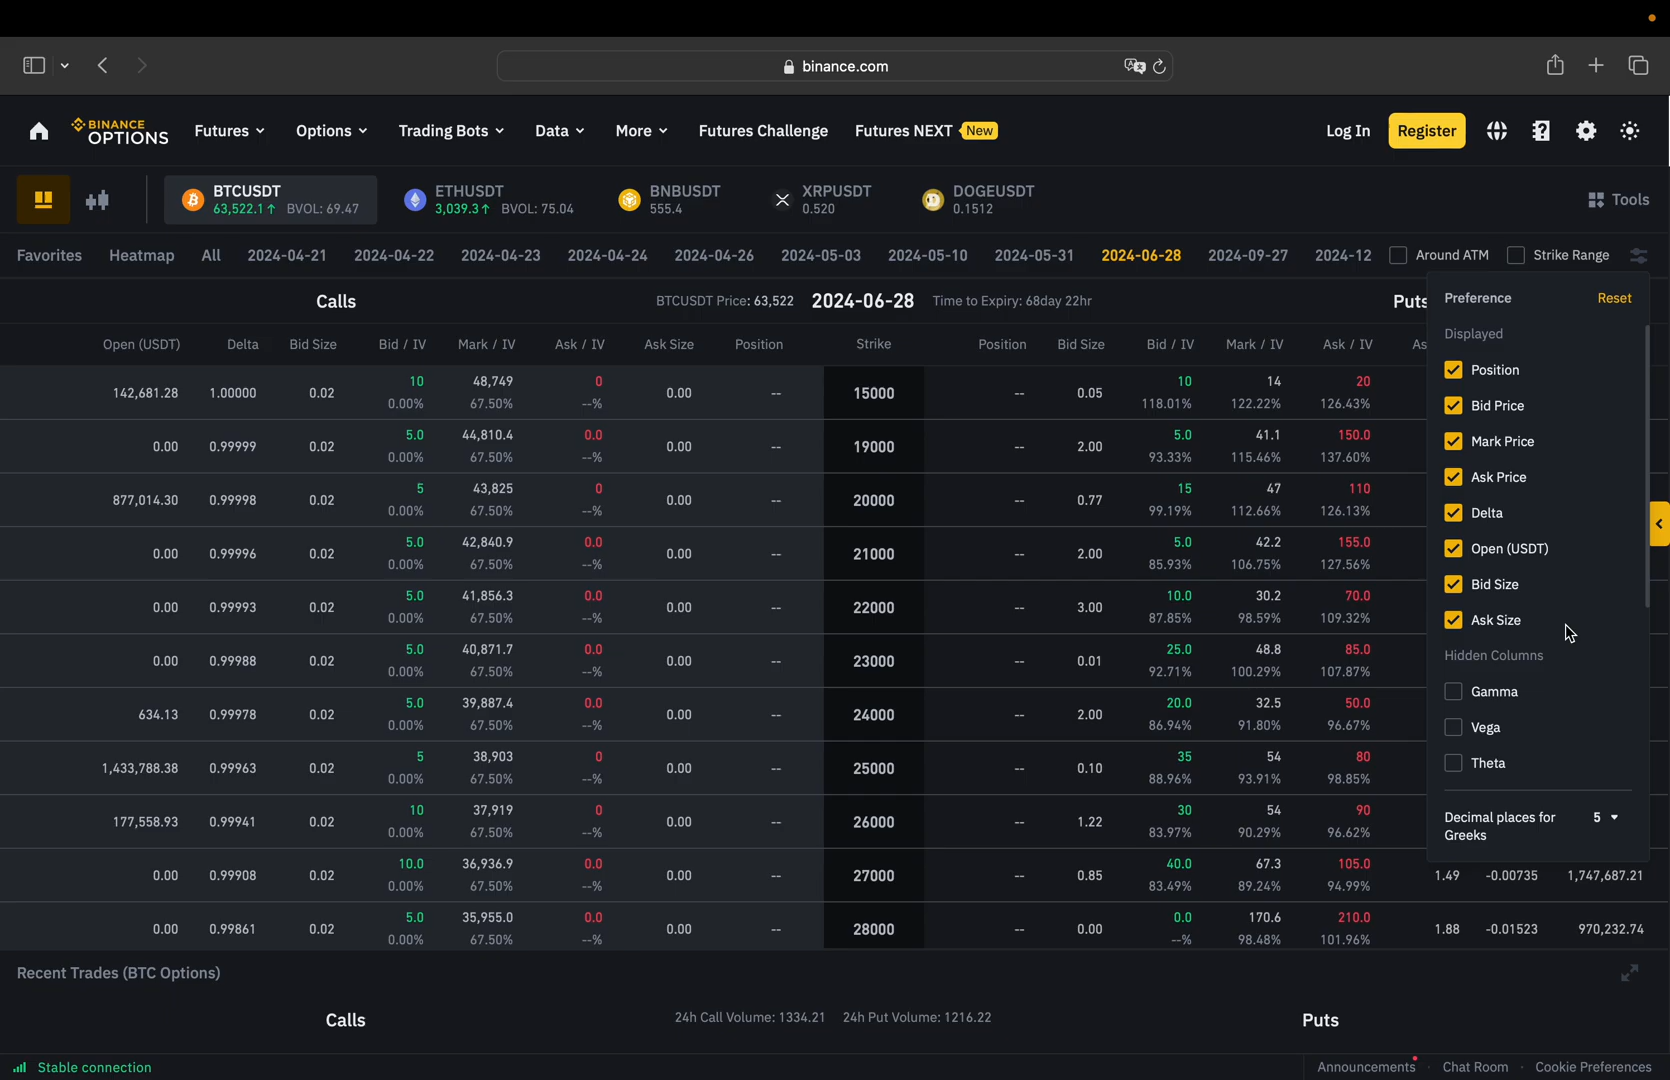 binance.com
BINANCE
OPTIONS
Futures Options Trading Bots Data More Futures Challenge Futures NEXT New Log In Register
BTCUSDT ETHUSDT BNBUSDT XRPUSDT DOGEUSDT
63,522.1↑ BVOL: 69.47 3,039.3↑ BVOL: 75.04 555.4 0.520 0.1512 Tools
Favorites Heatmap All 2024-04-21 2024-04-22 2024-04-23 2024-04-24 2024-04-26 2024-05-03 2024-05-10 2024-05-31 2024-06-28 2024-09-27 2024-12 Around ATM Strike Range
Calls BTCUSDT Price: 63,522 2024-06-28 Time to Expiry: 68day 22hr Puts
Open (USDT) Delta Bid Size Bid / IV Mark / IV Ask / IV Ask Size Position Strike Position Bid Size Bid / IV Mark / IV Ask / IV As
10 48,749 0 10 14 20
142,681.28 1.00000 0.02 0.00 -- 15000 -- 0.05
0.00% 67.50% --% 118.01% 122.22% 126.43%
5.0 44,810.4 0.0 5.0 41.1 150.0
0.00 0.99999 0.02 0.00 -- 19000 -- 2.00
0.00% 67.50% --% 93.33% 115.46% 137.60%
5 43,825 0 15 47 110
877,014.30 0.99998 0.02 0.00 -- 20000 -- 0.77
0.00% 67.50% --% 99.19% 112.66% 126.13%
5.0 42,840.9 0.0 5.0 42.2 155.0
0.00 0.99996 0.02 0.00 -- 21000 -- 2.00
0.00% 67.50% --% 85.93% 106.75% 127.56%
5.0 41,856.3 0.0 10.0 30.2 70.0
0.00 0.99993 0.02 0.00 -- 22000 -- 3.00
0.00% 67.50% --% 87.85% 98.59% 109.32%
5.0 40,871.7 0.0 25.0 48.8 85.0
0.00 0.99988 0.02 0.00 -- 23000 -- 0.01
0.00% 67.50% --% 92.71% 100.29% 107.87%
5.0 39,887.4 0.0 20.0 32.5 50.0
634.13 0.99978 0.02 0.00 -- 24000 -- 2.00
0.00% 67.50% --% 86.94% 91.80% 96.67%
5 38,903 0 35 54 80
1,433,788.38 0.99963 0.02 0.00 -- 25000 -- 0.10
0.00% 67.50% --% 88.96% 93.91% 98.85%
10 37,919 0 30 54 90
177,558.93 0.99941 0.02 0.00 -- 26000 -- 1.22
0.00% 67.50% --% 83.97% 90.29% 96.62%
10.0 36,936.9 0.0 40.0 67.3 105.0
0.00 0.99908 0.02 0.00 -- 27000 -- 0.85 1.49 -0.00735 1,747,687.21
0.00% 67.50% --% 83.49% 89.24% 94.99%
5.0 35,955.0 0.0 0.0 170.6 210.0
0.00 0.99861 0.02 0.00 -- 28000 -- 0.00 1.88 -0.01523 970,232.74
0.00% 67.50% --% --% 98.48% 101.96%
Preference Reset
Displayed
Position
Bid Price
Mark Price
Ask Price
Delta
Open (USDT)
Bid Size
Ask Size
Hidden Columns
Gamma
Vega
Theta
Decimal places for 5
Greeks
Recent Trades (BTC Options)
Calls 24h Call Volume: 1334.21 24h Put Volume: 1216.22 Puts
Stable connection Announcements Chat Room Cookie Preferences